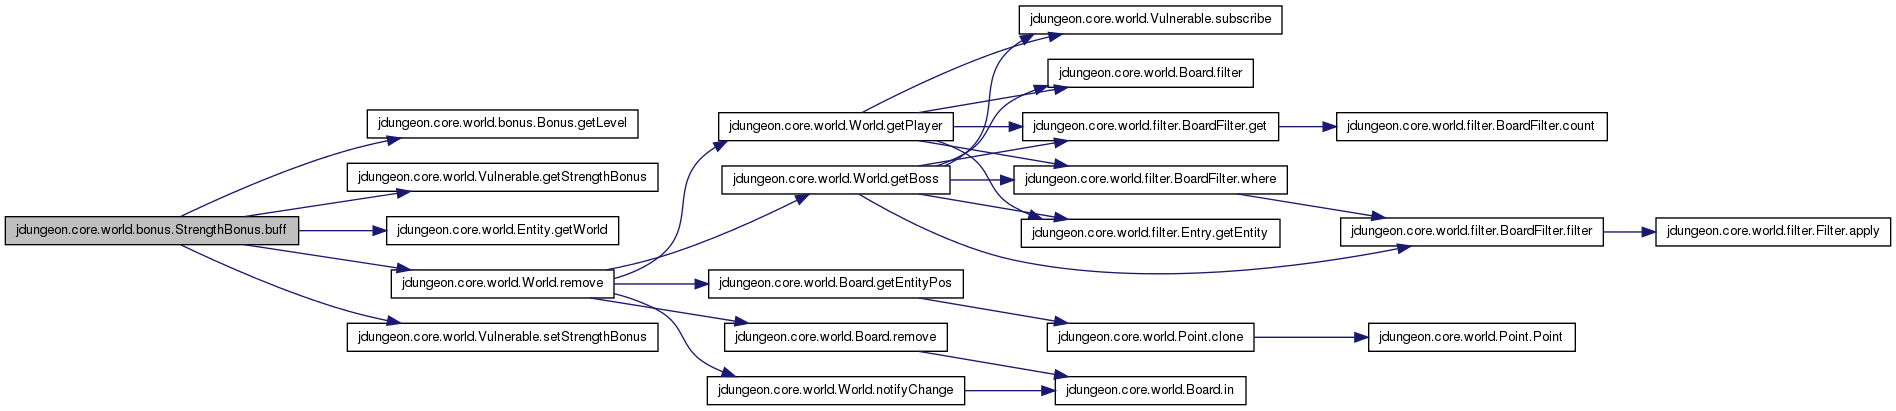 jdungeon.core.world.bonus.StrengthBonus.buff
jdungeon.core.world.bonus.Bonus.getLevel
jdungeon.core.world.Vulnerable.getStrengthBonus
jdungeon.core.world.Entity.getWorld
jdungeon.core.world.World.remove
jdungeon.core.world.Vulnerable.setStrengthBonus
jdungeon.core.world.World.getPlayer
jdungeon.core.world.World.getBoss
jdungeon.core.world.Board.getEntityPos
jdungeon.core.world.Board.remove
jdungeon.core.world.World.notifyChange
jdungeon.core.world.Vulnerable.subscribe
jdungeon.core.world.Board.filter
jdungeon.core.world.filter.BoardFilter.get
jdungeon.core.world.filter.BoardFilter.where
jdungeon.core.world.filter.Entry.getEntity
jdungeon.core.world.Point.clone
jdungeon.core.world.Board.in
jdungeon.core.world.filter.BoardFilter.count
jdungeon.core.world.filter.BoardFilter.filter
jdungeon.core.world.Point.Point
jdungeon.core.world.filter.Filter.apply